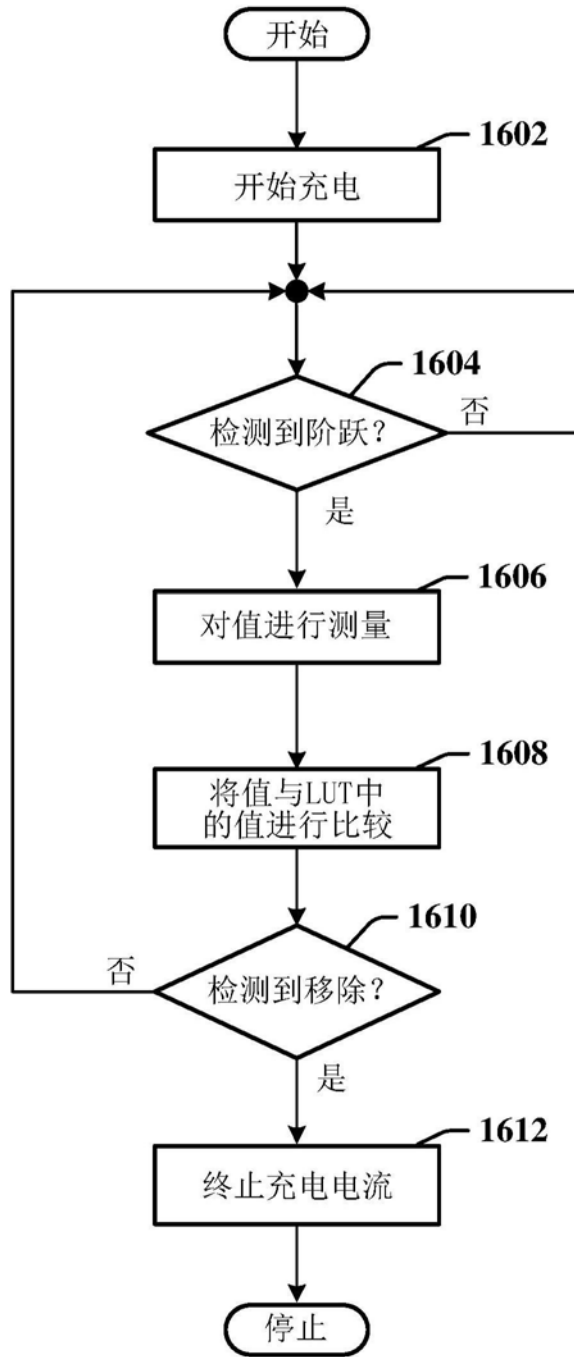 开始
1602
开始充电
1604
检测到阶跃？
否
是
1606
对值进行测量
1608
将值与LUT中
的值进行比较
1610
否
检测到移除？
是
1612
终止充电电流
停止